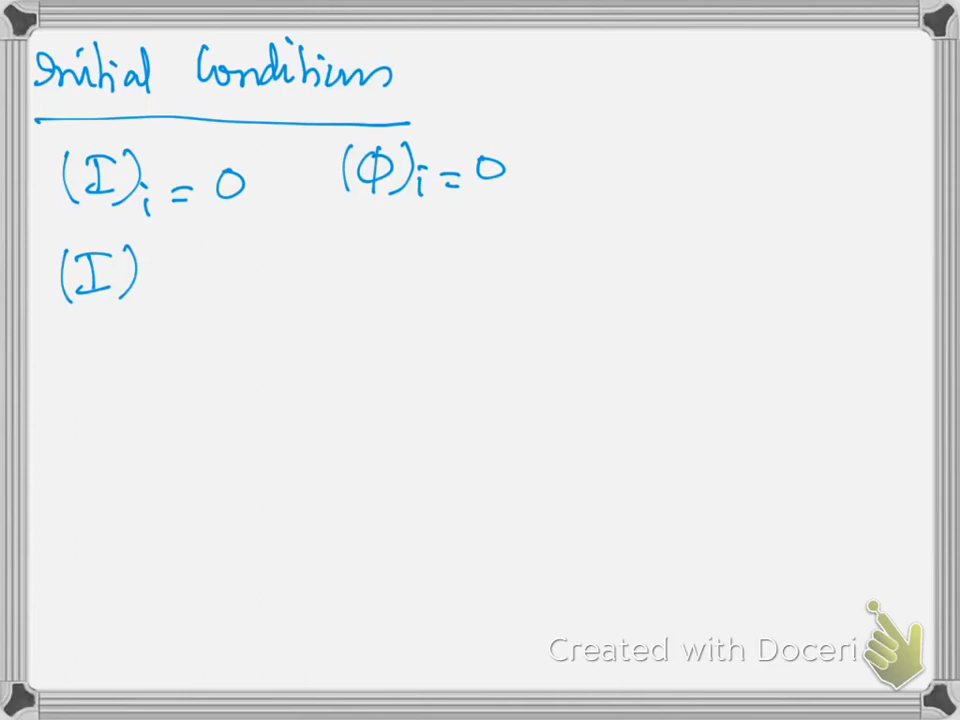 Initial Conditions
(I)i = 0 (Φ)i = 0
(I)
Created with Doceri